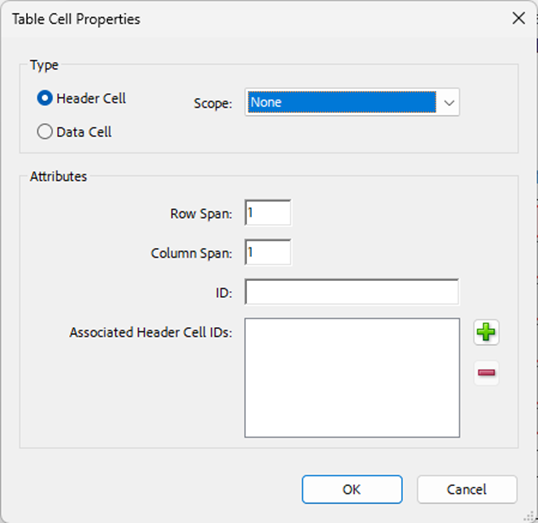 Table Cell Properties
Type
Header Cell
Scope: None
Data Cell
Attributes
Row Span: 1
Column Span: 1
ID:
Associated Header Cell IDs:
OK Cancel